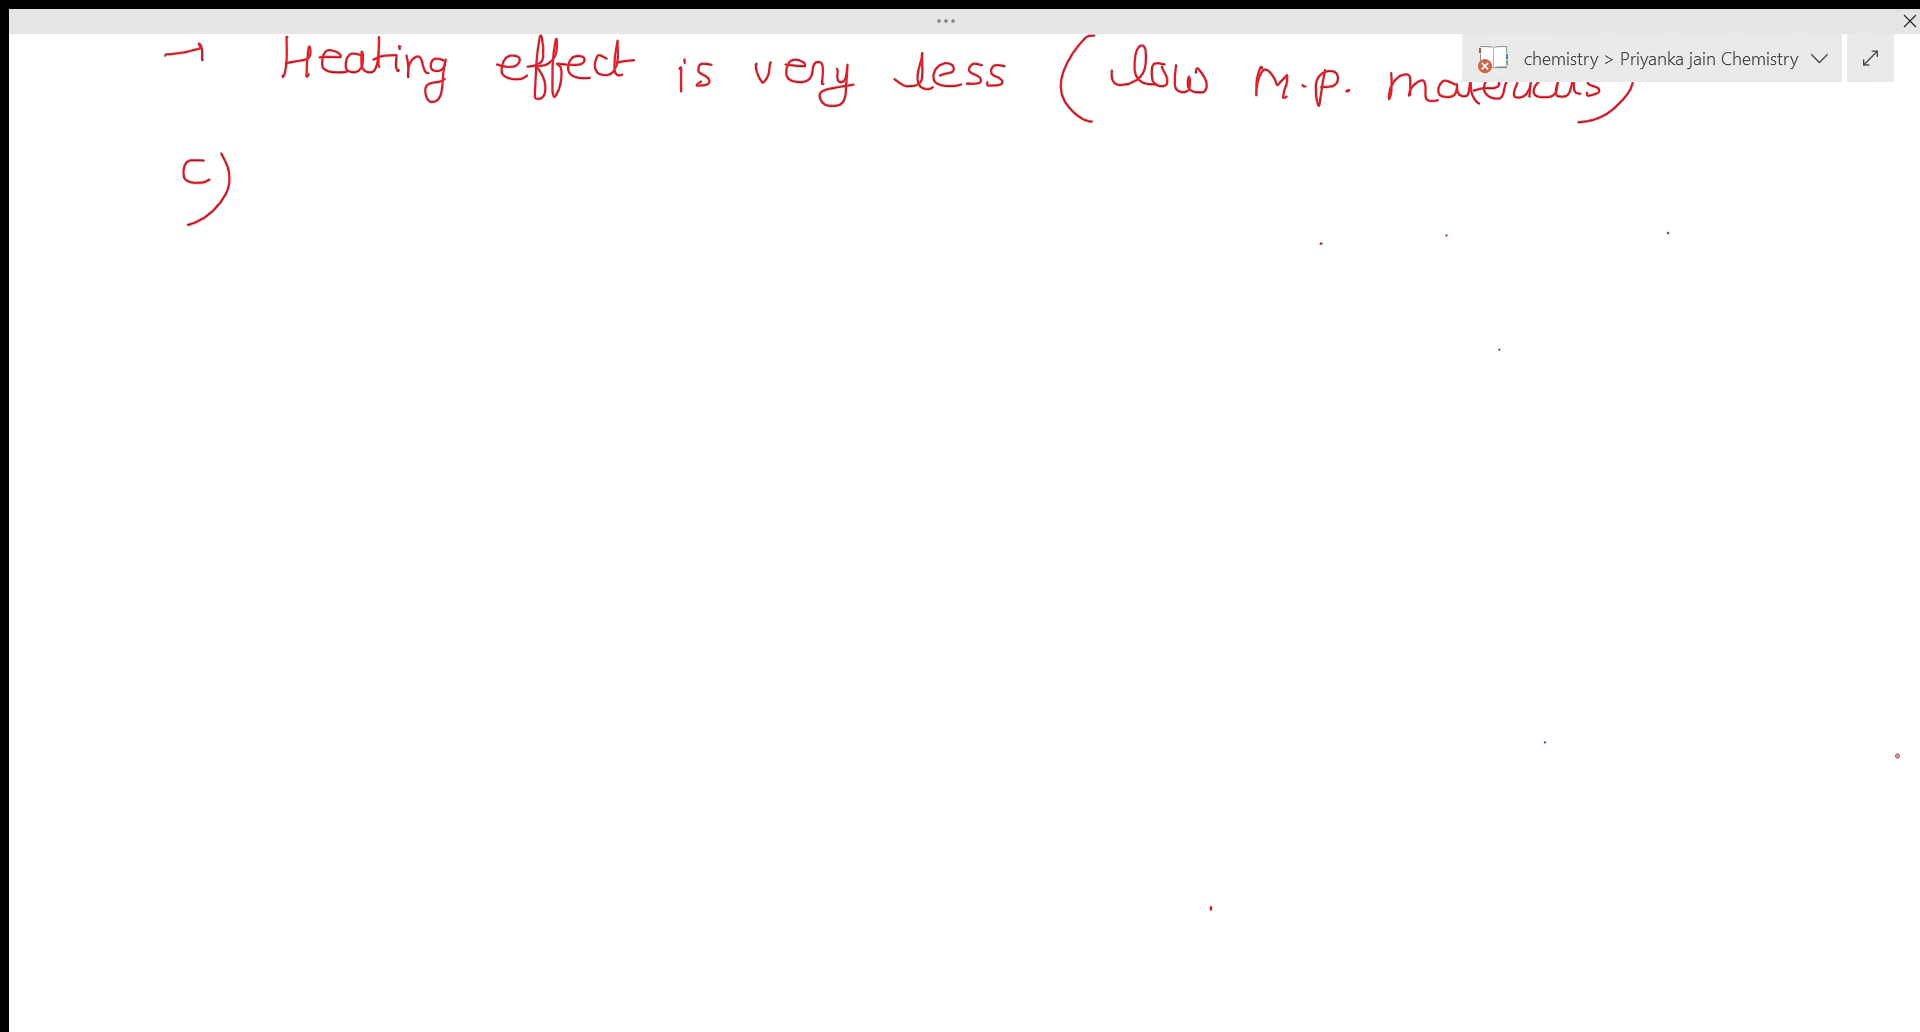 chemistry > Priyanka jain Chemistry
→ Heating effect is very less (low m.p. materials)
c)